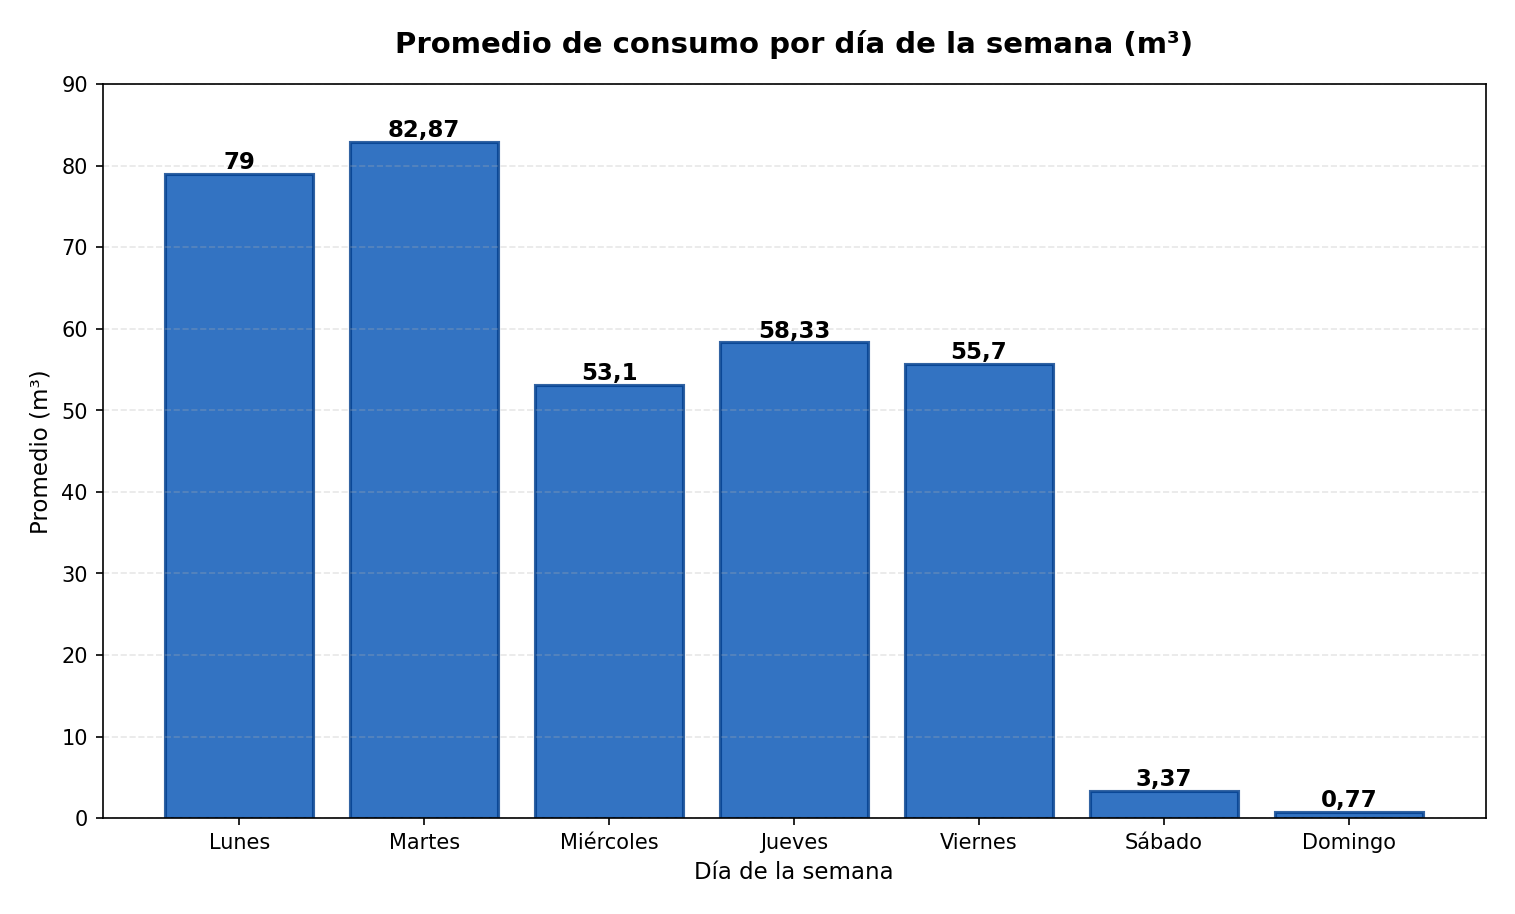 Promedio de consumo por día de la semana (m³)
Promedio (m³)
90
80
70
60
50
40
30
20
10
0
79
82,87
53,1
58,33
55,7
3,37
0,77
Lunes
Martes
Miércoles
Jueves
Viernes
Sábado
Domingo
Día de la semana